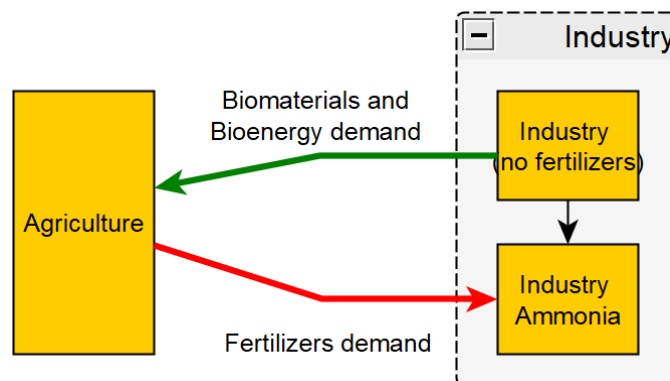 Industry
Biomaterials and
Bioenergy demand
Industry
(no fertilizers)
Agriculture
Industry
Ammonia
Fertilizers demand